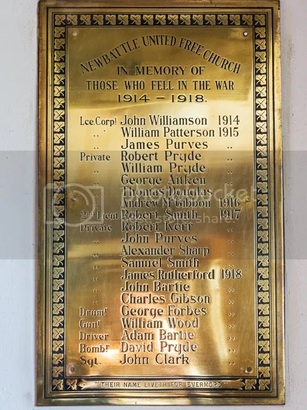 NEWBATTLE UNITED FREE CHURCH
IN MEMORY OF
THOSE WHO FELL IN THE WAR
1914 – 1918.
Lce.Corpl John Williamson 1914
„ William Patterson 1915
„ James Purves „
Private Robert Pryde „
„ William Pryde „
„ George Aitken „
„ Thomas Douglas „
„ Andrew M. Gibbon 1916
Robert Smith 1917
Private Robert Kerr „
„ John Purves „
„ Alexander Sharp „
„ Samuel Smith „
„ James Rutherford 1918
„ John Bartie „
„ Charles Gibson „
Drumr George Forbes „
Gunr William Wood „
Driver Adam Bartie „
Bombr David Pryde „
Sgt. John Clark „
"THEIR NAME LIVETH FOR EVERMORE"
photobucket